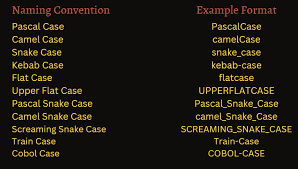 Naming Convention Example Format
Pascal Case PascalCase
Camel Case camelCase
Snake Case snake_case
Kebab Case kebab-case
Flat Case flatcase
Upper Flat Case UPPERFLATCASE
Pascal Snake Case Pascal_Snake_Case
Camel Snake Case camel_Snake_Case
Screaming Snake Case SCREAMING_SNAKE_CASE
Train Case Train-Case
Cobol Case COBOL-CASE